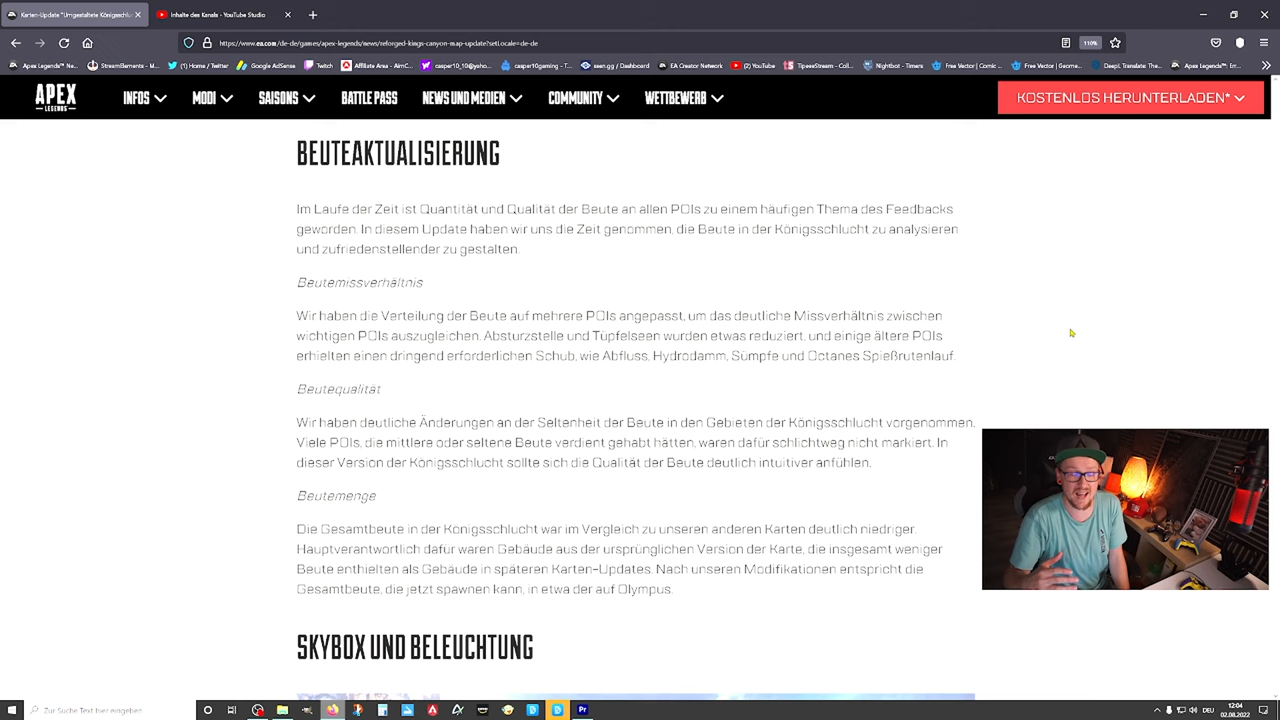 Karten-Update "Umgestaltete Königsschlu
Inhalte des Kanals - YouTube Studio
https://www.ea.com/de-de/games/apex-legends/news/reforged-kings-canyon-map-update?setLocale=de-de
110%
Apex Legends™ Ne...
StreamElements - M...
(1) Home / Twitter
Google AdSense
Twitch
Affiliate Area - AimC...
casper10_10@yaho...
casper10gaming - T...
seen.gg / Dashboard
EA Creator Network
(1) YouTube
TipeeeStream - Coll...
Nightbot - Timers
Free Vector | Comic...
Free Vector | Geome...
DeepL Translate: The...
Apex Legends™: Em...
APEX
LEGENDS
INFOS
MODI
SAISONS
BATTLE PASS
NEWS UND MEDIEN
COMMUNITY
WETTBEWERB
KOSTENLOS HERUNTERLADEN*
BEUTEAKTUALISIERUNG
Im Laufe der Zeit ist Quantität und Qualität der Beute an allen POIs zu einem häufigen Thema des Feedbacks
geworden. In diesem Update haben wir uns die Zeit genommen, die Beute in der Königsschlucht zu analysieren
und zufriedenstellender zu gestalten.
Beutemissverhältnis
Wir haben die Verteilung der Beute auf mehrere POIs angepasst, um das deutliche Missverhältnis zwischen
wichtigen POIs auszugleichen. Absturzstelle und Tüpfelseen wurden etwas reduziert, und einige ältere POIs
erhielten einen dringend erforderlichen Schub, wie Abfluss, Hydrodamm, Sümpfe und Octanes Spießrutenlauf.
Beutequalität
Wir haben deutliche Änderungen an der Seltenheit der Beute in den Gebieten der Königsschlucht vorgenommen.
Viele POIs, die mittlere oder seltene Beute verdient gehabt hätten, waren dafür schlichtweg nicht markiert. In
dieser Version der Königsschlucht sollte sich die Qualität der Beute deutlich intuitiver anfühlen.
Beutemenge
Die Gesamtbeute in der Königsschlucht war im Vergleich zu unseren anderen Karten deutlich niedriger.
Hauptverantwortlich dafür waren Gebäude aus der ursprünglichen Version der Karte, die insgesamt weniger
Beute enthielten als Gebäude in späteren Karten-Updates. Nach unseren Modifikationen entspricht die
Gesamtbeute, die jetzt spawnen kann, in etwa der auf Olympus.
SKYBOX UND BELEUCHTUNG
Zur Suche Text hier eingeben
DEU
12:04
02.08.2022